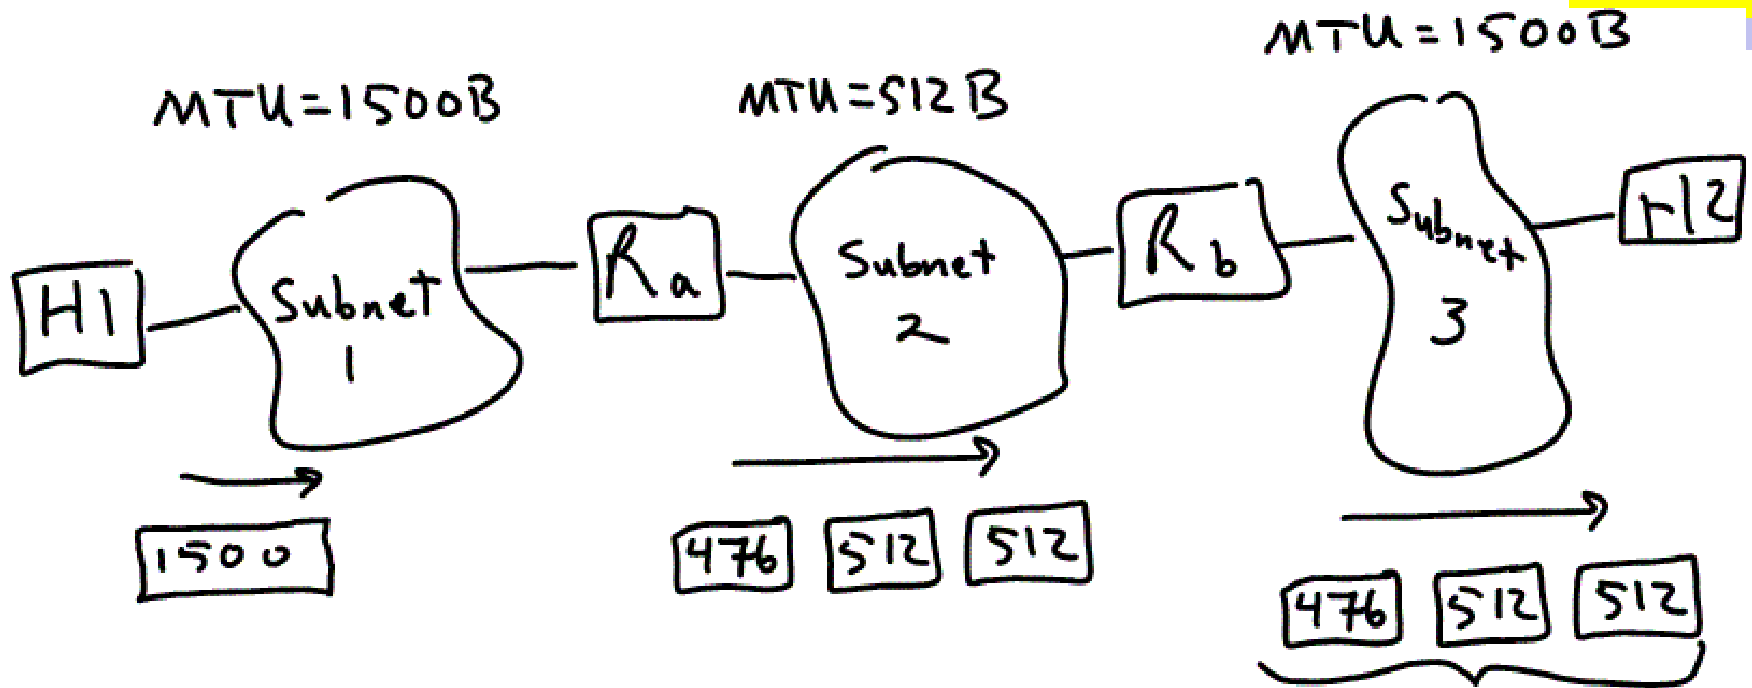 MTU=1500B
MTU=512B
MTU=1500B
H1
Subnet
1
Ra
Subnet
2
Rb
Subnet
3
H2
1500
476 512 512
476 512 512